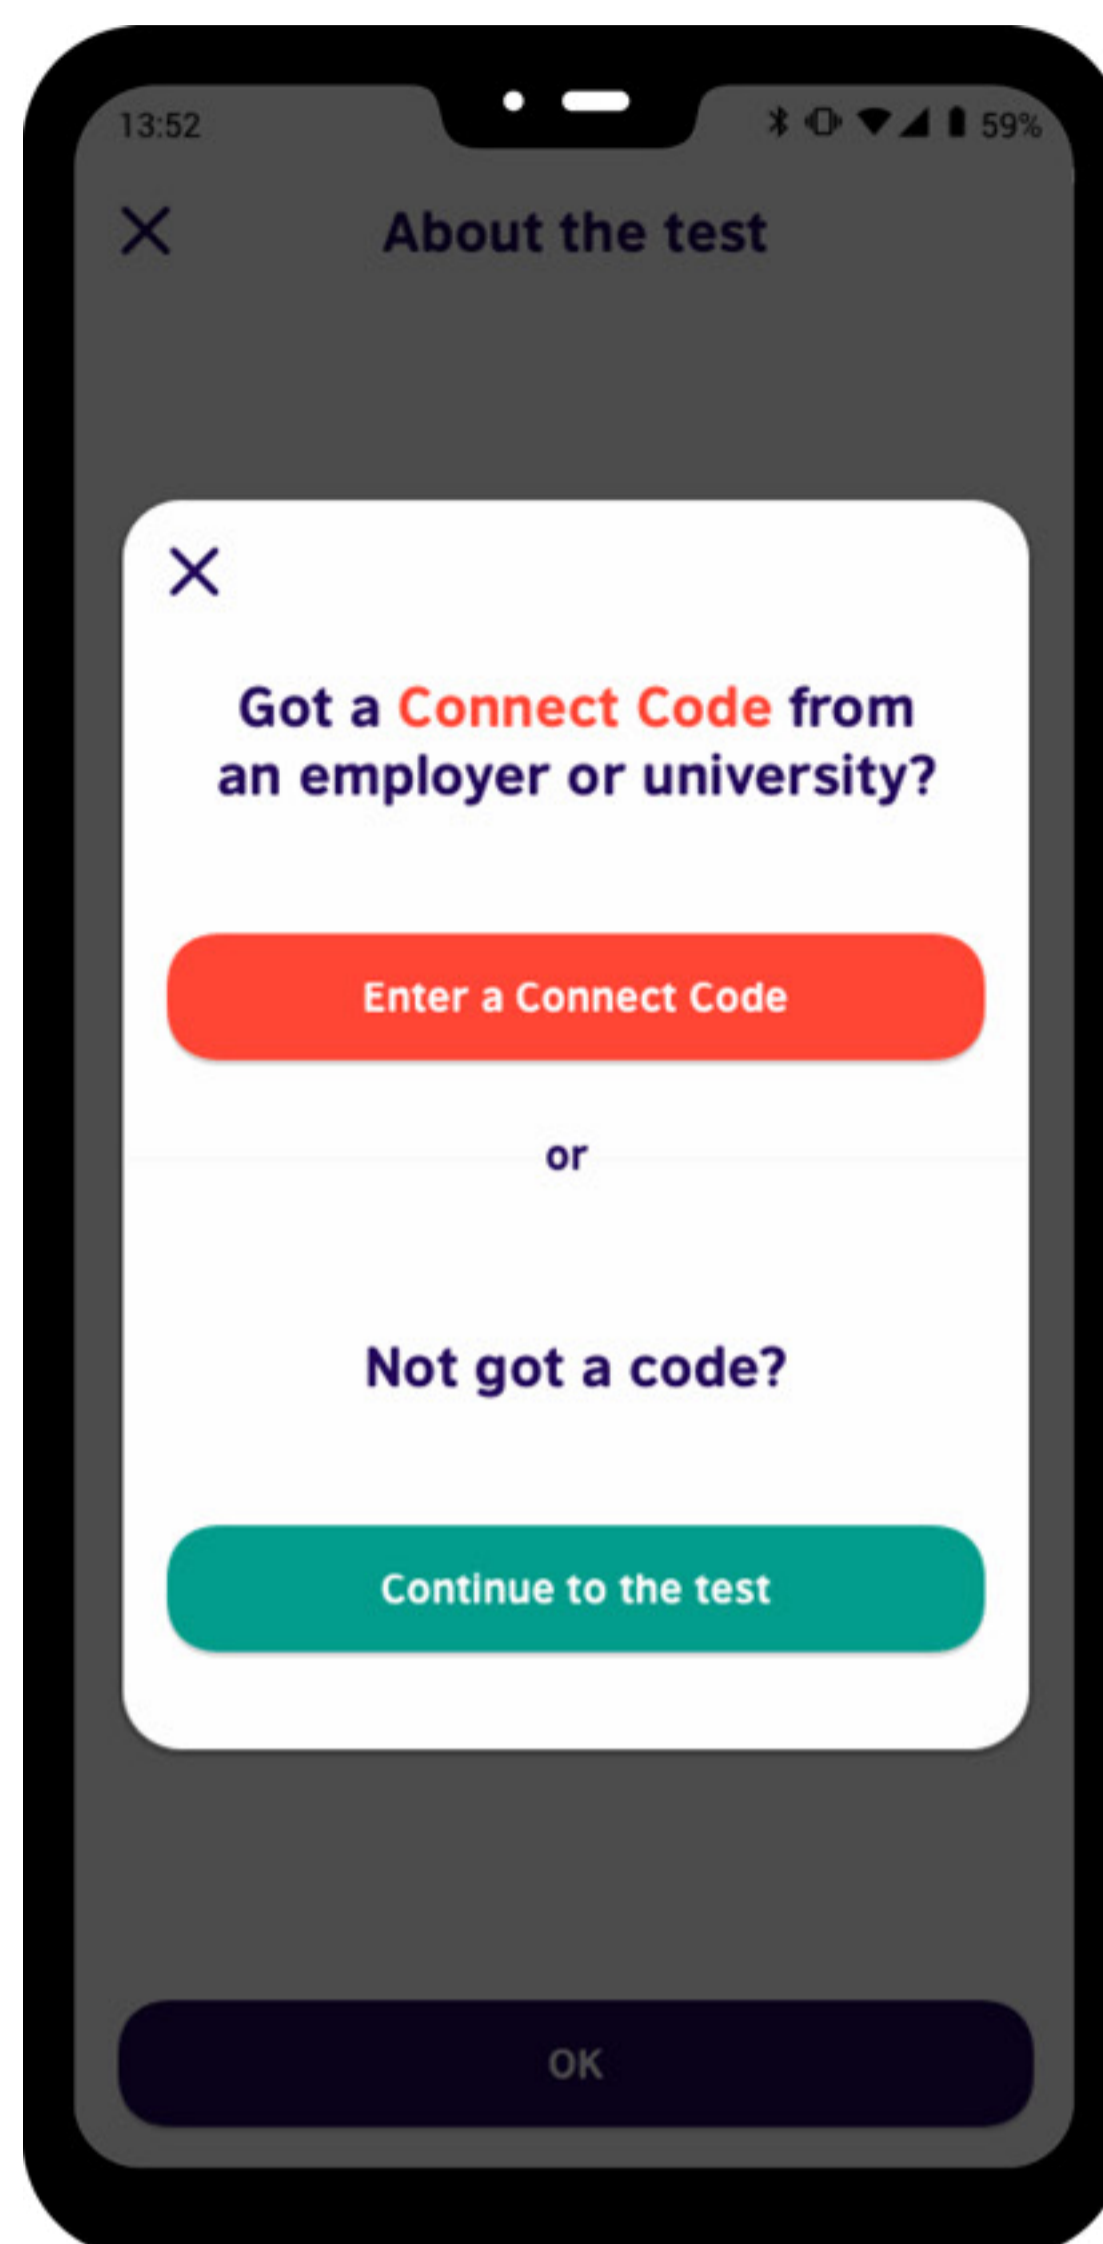 13:52
59%
About the test
Got a Connect Code from
an employer or university?
Enter a Connect Code
or
Not got a code?
Continue to the test
OK